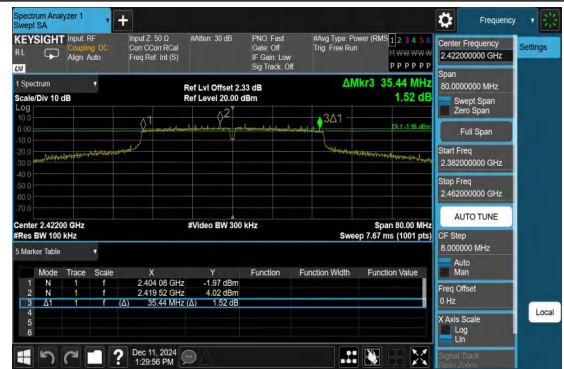 Spectrum Analyzer 1
Swept SA
Frequency
KEYSIGHT Input: RF Input Z: 50 Ω #Atten: 30 dB PNO: Fast #Avg Type: Power (RMS 1 2 3 4 5 6
RL Coupling: DC Corr CCorr RCal Gate: Off Trig: Free Run M W W W W W
Align: Auto Freq Ref: Int (S) IF Gain: Low
Sig Track: Off P P P P P P
LXI
Center Frequency
2.422000000 GHz
Settings
1 Spectrum
Scale/Div 10 dB
Ref Lvl Offset 2.33 dB
Ref Level 20.00 dBm
ΔMkr3 35.44 MHz
1.52 dB
Span
80.0000000 MHz
Swept Span
Zero Span
Log
10.0
0.00
-10.0
-20.0
-30.0
-40.0
-50.0
-60.0
-70.0
1
2
3Δ1
DL1 -1.98 dBm
Full Span
Start Freq
2.382000000 GHz
Stop Freq
2.462000000 GHz
AUTO TUNE
Center 2.42200 GHz #Video BW 300 kHz Span 80.00 MHz
#Res BW 100 kHz Sweep 7.67 ms (1001 pts)
CF Step
8.000000 MHz
Auto
Man
5 Marker Table
Mode Trace Scale X Y Function Function Width Function Value
1 N 1 f 2.404 08 GHz -1.97 dBm
2 N 1 f 2.419 52 GHz 4.02 dBm
3 Δ1 1 f (Δ) 35.44 MHz (Δ) 1.52 dB
4
5
6
Freq Offset
0 Hz
X Axis Scale
Log
Lin
Local
Signal Track
(Span Zoom)
?
Dec 11, 2024
1:29:56 PM